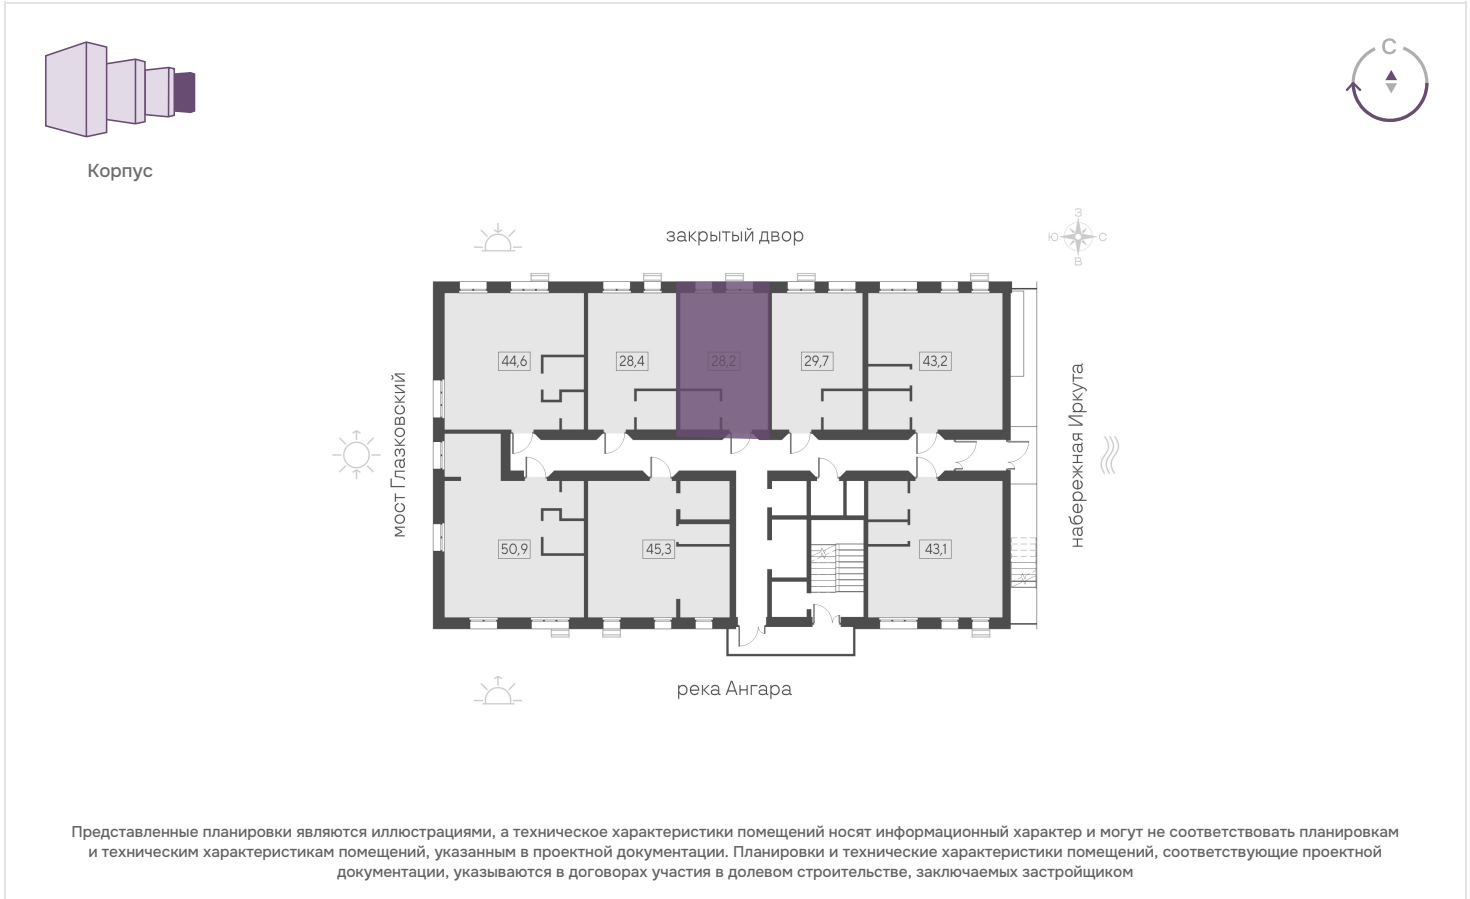 С
Корпус
закрытый двор
З
Ю
С
В
44,6
28,4
28,2
29,7
43,2
мост Глазковский
набережная Иркута
50,9
45,3
43,1
река Ангара
Представленные планировки являются иллюстрациями, а техническое характеристики помещений носят информационный характер и могут не соответствовать планировкам
и техническим характеристикам помещений, указанным в проектной документации. Планировки и технические характеристики помещений, соответствующие проектной
документации, указываются в договорах участия в долевом строительстве, заключаемых застройщиком